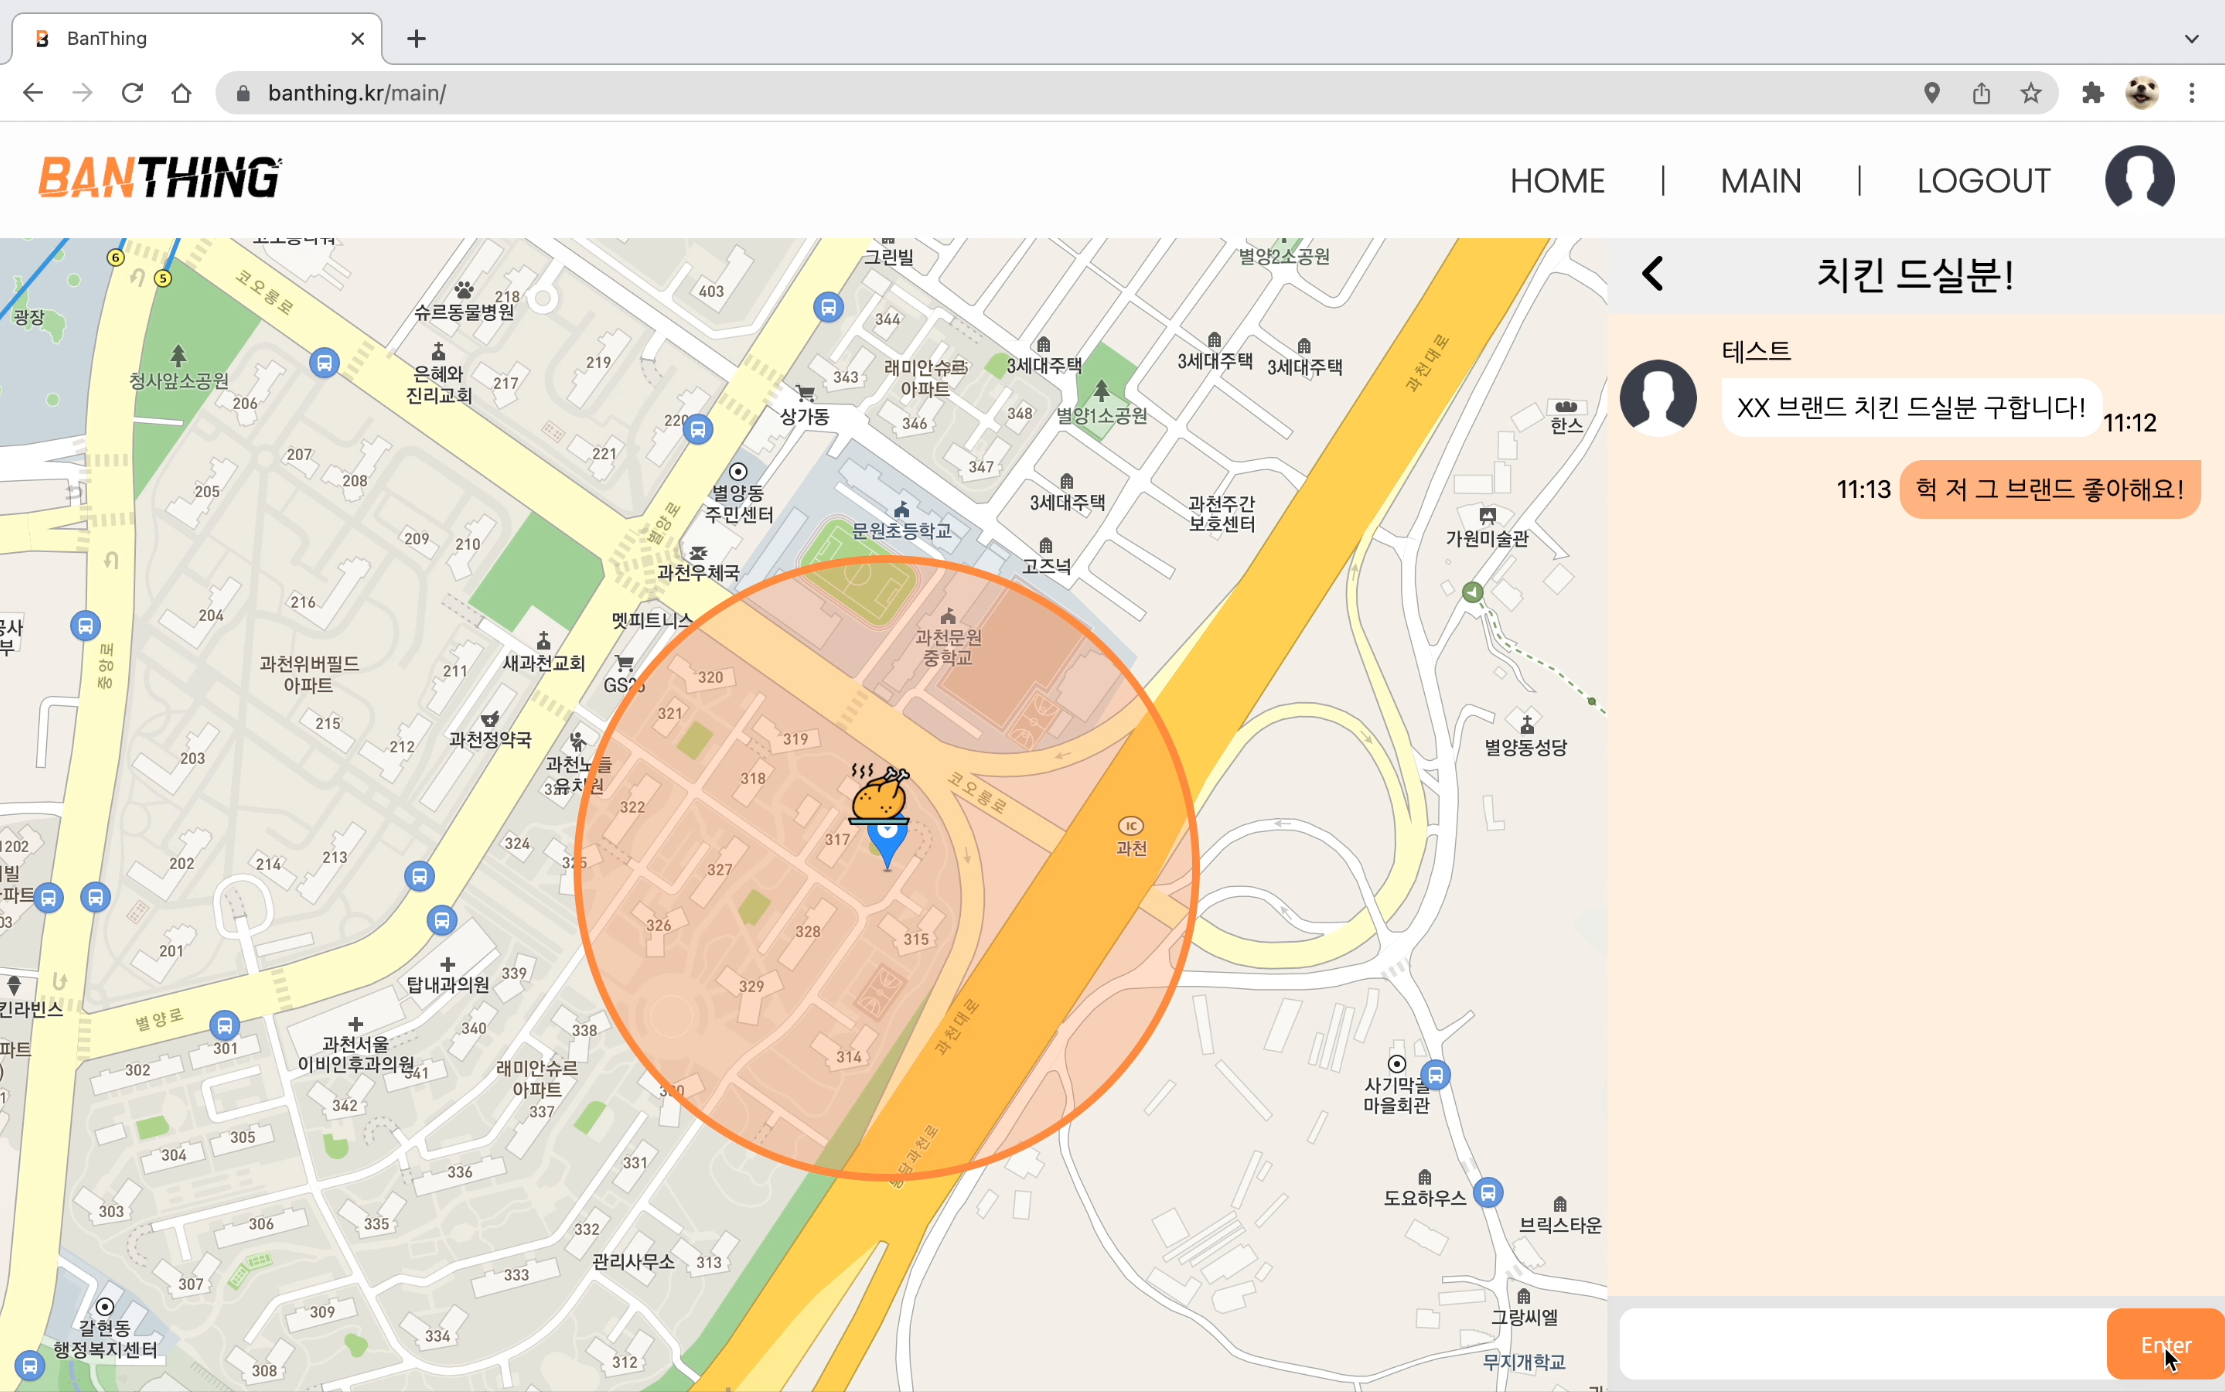 BanThing
banthing.kr/main/
BANTHING
HOME | MAIN | LOGOUT
치킨 드실분!
테스트
XX 브랜드 치킨 드실분 구합니다!
11:12
11:13
헉 저 그 브랜드 좋아해요!
Enter
6
5
코오롱로
광장
청사앞소공원
슈르동물병원
218
은혜와
진리교회
217
219
220
221
403
그린빌
별양2소공원
344
343
래미안슈르
아파트
346
347
348
상가동
3세대주택
3세대주택
3세대주택
별양1소공원
3세대주택
과천대로
한스
206
207
208
205
209
210
204
216
별양동
주민센터
별양로
문원초등학교
과천주간
보호센터
고즈넉
가원미술관
과천우체국
멧피트니스
중앙로
과천위버필드
아파트
211
새과천교회
215
212
과천정약국
203
과천문원
중학교
320
321
319
318
322
317
코오롱로
IC
과천
별양동성당
202
214
213
324
327
326
328
315
329
314
201
탑내과의원
339
별양로
301
302
과천서울
이비인후과의원
340
338
래미안슈르
아파트
337
342
305
304
336
303
306
335
331
332
관리사무소
313
333
307
309
334
308
312
갈현동
행정복지센터
과천대로
사기막골
마을회관
도요하우스
브릭스타운
그랑씨엘
무지개학교